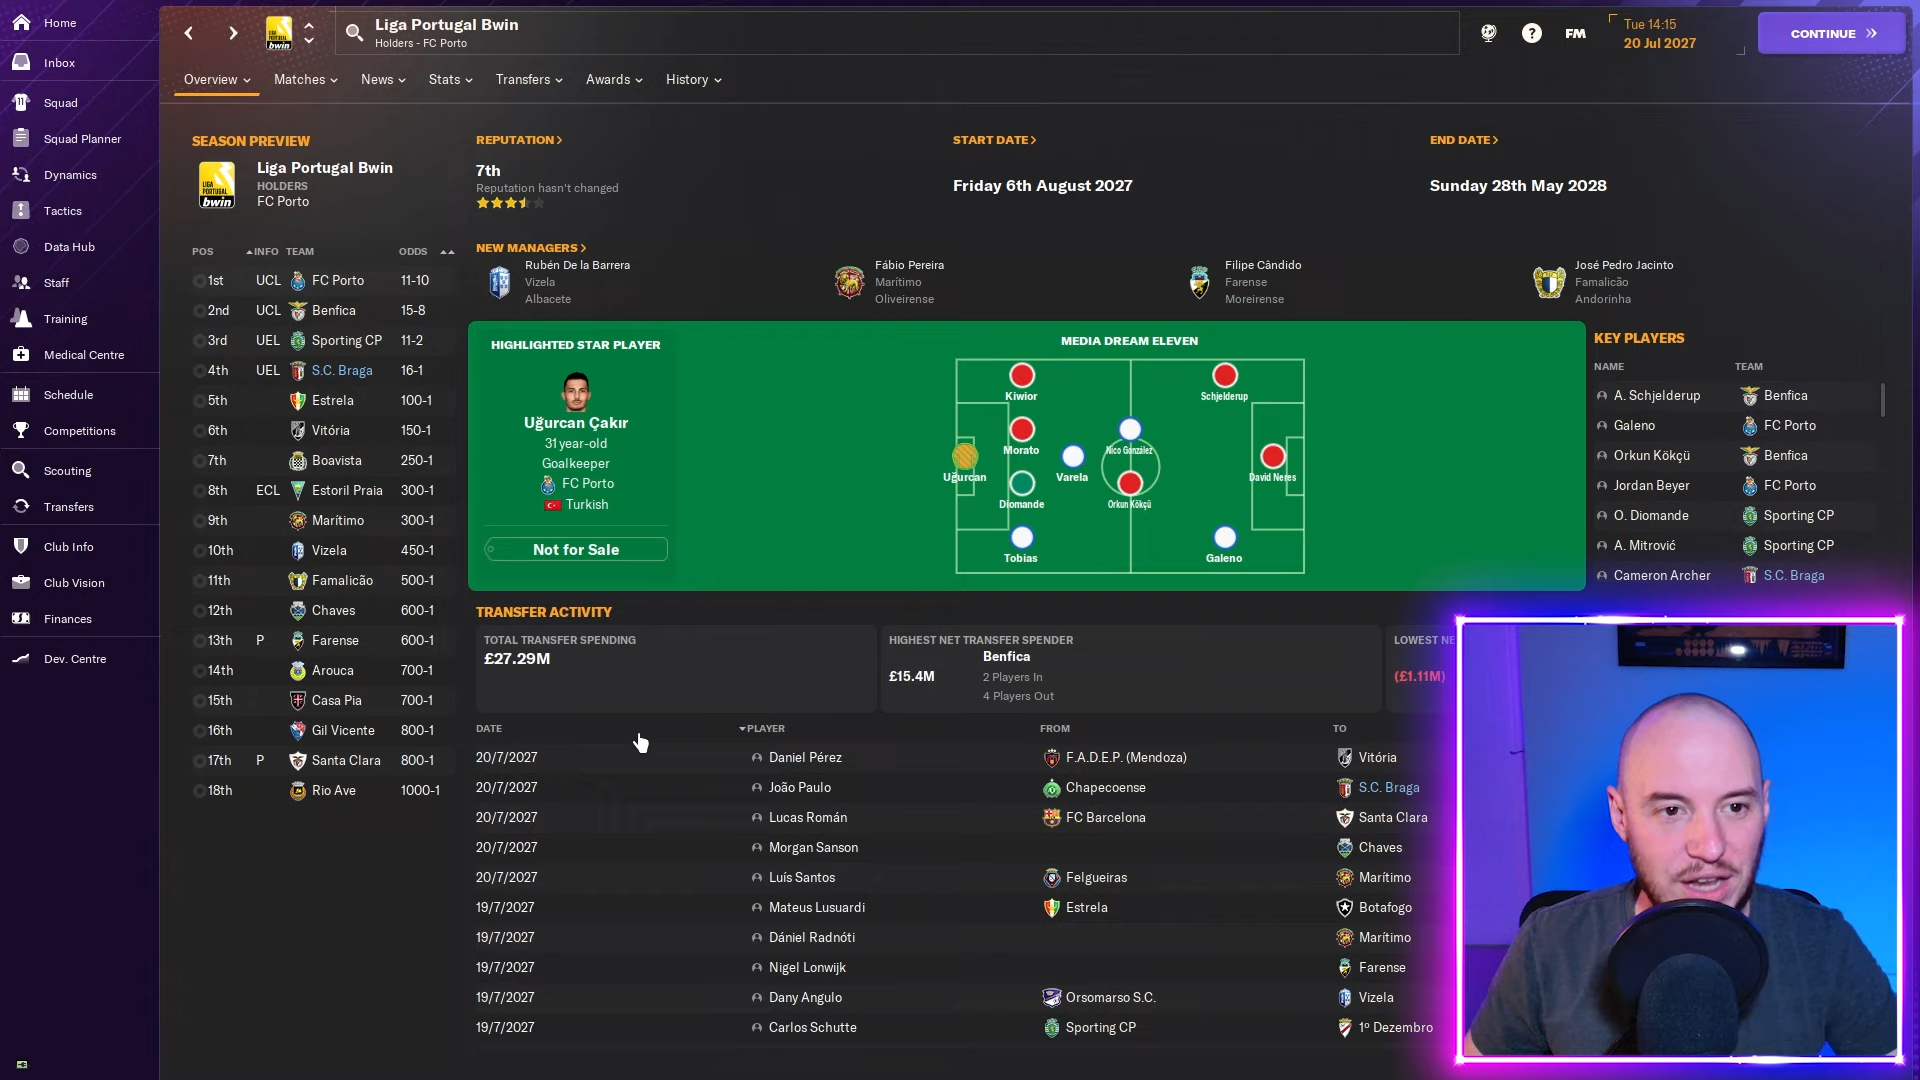 Home
Inbox
Squad
Squad Planner
Dynamics
Tactics
Data Hub
Staff
Training
Medical Centre
Schedule
Competitions
Scouting
Transfers
Club Info
Club Vision
Finances
Dev. Centre
Liga Portugal Bwin
Holders - FC Porto
FM
Tue 14:15
20 Jul 2027
CONTINUE
Overview Matches News Stats Transfers Awards History
SEASON PREVIEW
Liga Portugal Bwin
HOLDERS
FC Porto
LIGA PORTUGAL bwin
REPUTATION
7th
Reputation hasn't changed
START DATE
Friday 6th August 2027
END DATE
Sunday 28th May 2028
NEW MANAGERS
Rubén De la Barrera
Vizela
Albacete
Fábio Pereira
Marítimo
Oliveirense
Filipe Cândido
Farense
Moreirense
José Pedro Jacinto
Famalicão
Andorinha
POS INFO TEAM ODDS
1st UCL FC Porto 11-10
2nd UCL Benfica 15-8
3rd UEL Sporting CP 11-2
4th UEL S.C. Braga 16-1
5th Estrela 100-1
6th Vitória 150-1
7th Boavista 250-1
8th ECL Estoril Praia 300-1
9th Marítimo 300-1
10th Vizela 450-1
11th Famalicão 500-1
12th Chaves 600-1
13th P Farense 600-1
14th Arouca 700-1
15th Casa Pia 700-1
16th Gil Vicente 800-1
17th P Santa Clara 800-1
18th Rio Ave 1000-1
HIGHLIGHTED STAR PLAYER
Uğurcan Çakır
31 year-old
Goalkeeper
FC Porto
Turkish
Not for Sale
MEDIA DREAM ELEVEN
Kiwior
Schjelderup
Morato
Nico González
Uğurcan
Varela
David Neres
Diomande
Orkun Kökçü
Tobias
Galeno
KEY PLAYERS
NAME TEAM
A. Schjelderup Benfica
Galeno FC Porto
Orkun Kökçü Benfica
Jordan Beyer FC Porto
O. Diomande Sporting CP
A. Mitrović Sporting CP
Cameron Archer S.C. Braga
TRANSFER ACTIVITY
TOTAL TRANSFER SPENDING
£27.29M
HIGHEST NET TRANSFER SPENDER
Benfica
£15.4M
2 Players In
4 Players Out
LOWEST NE
(£1.11M)
DATE PLAYER FROM TO
20/7/2027 Daniel Pérez F.A.D.E.P. (Mendoza) Vitória
20/7/2027 João Paulo Chapecoense S.C. Braga
20/7/2027 Lucas Román FC Barcelona Santa Clara
20/7/2027 Morgan Sanson Chaves
20/7/2027 Luís Santos Felgueiras Marítimo
19/7/2027 Mateus Lusuardi Estrela Botafogo
19/7/2027 Dániel Radnóti Marítimo
19/7/2027 Nigel Lonwijk Farense
19/7/2027 Dany Angulo Orsomarso S.C. Vizela
19/7/2027 Carlos Schutte Sporting CP 1º Dezembro